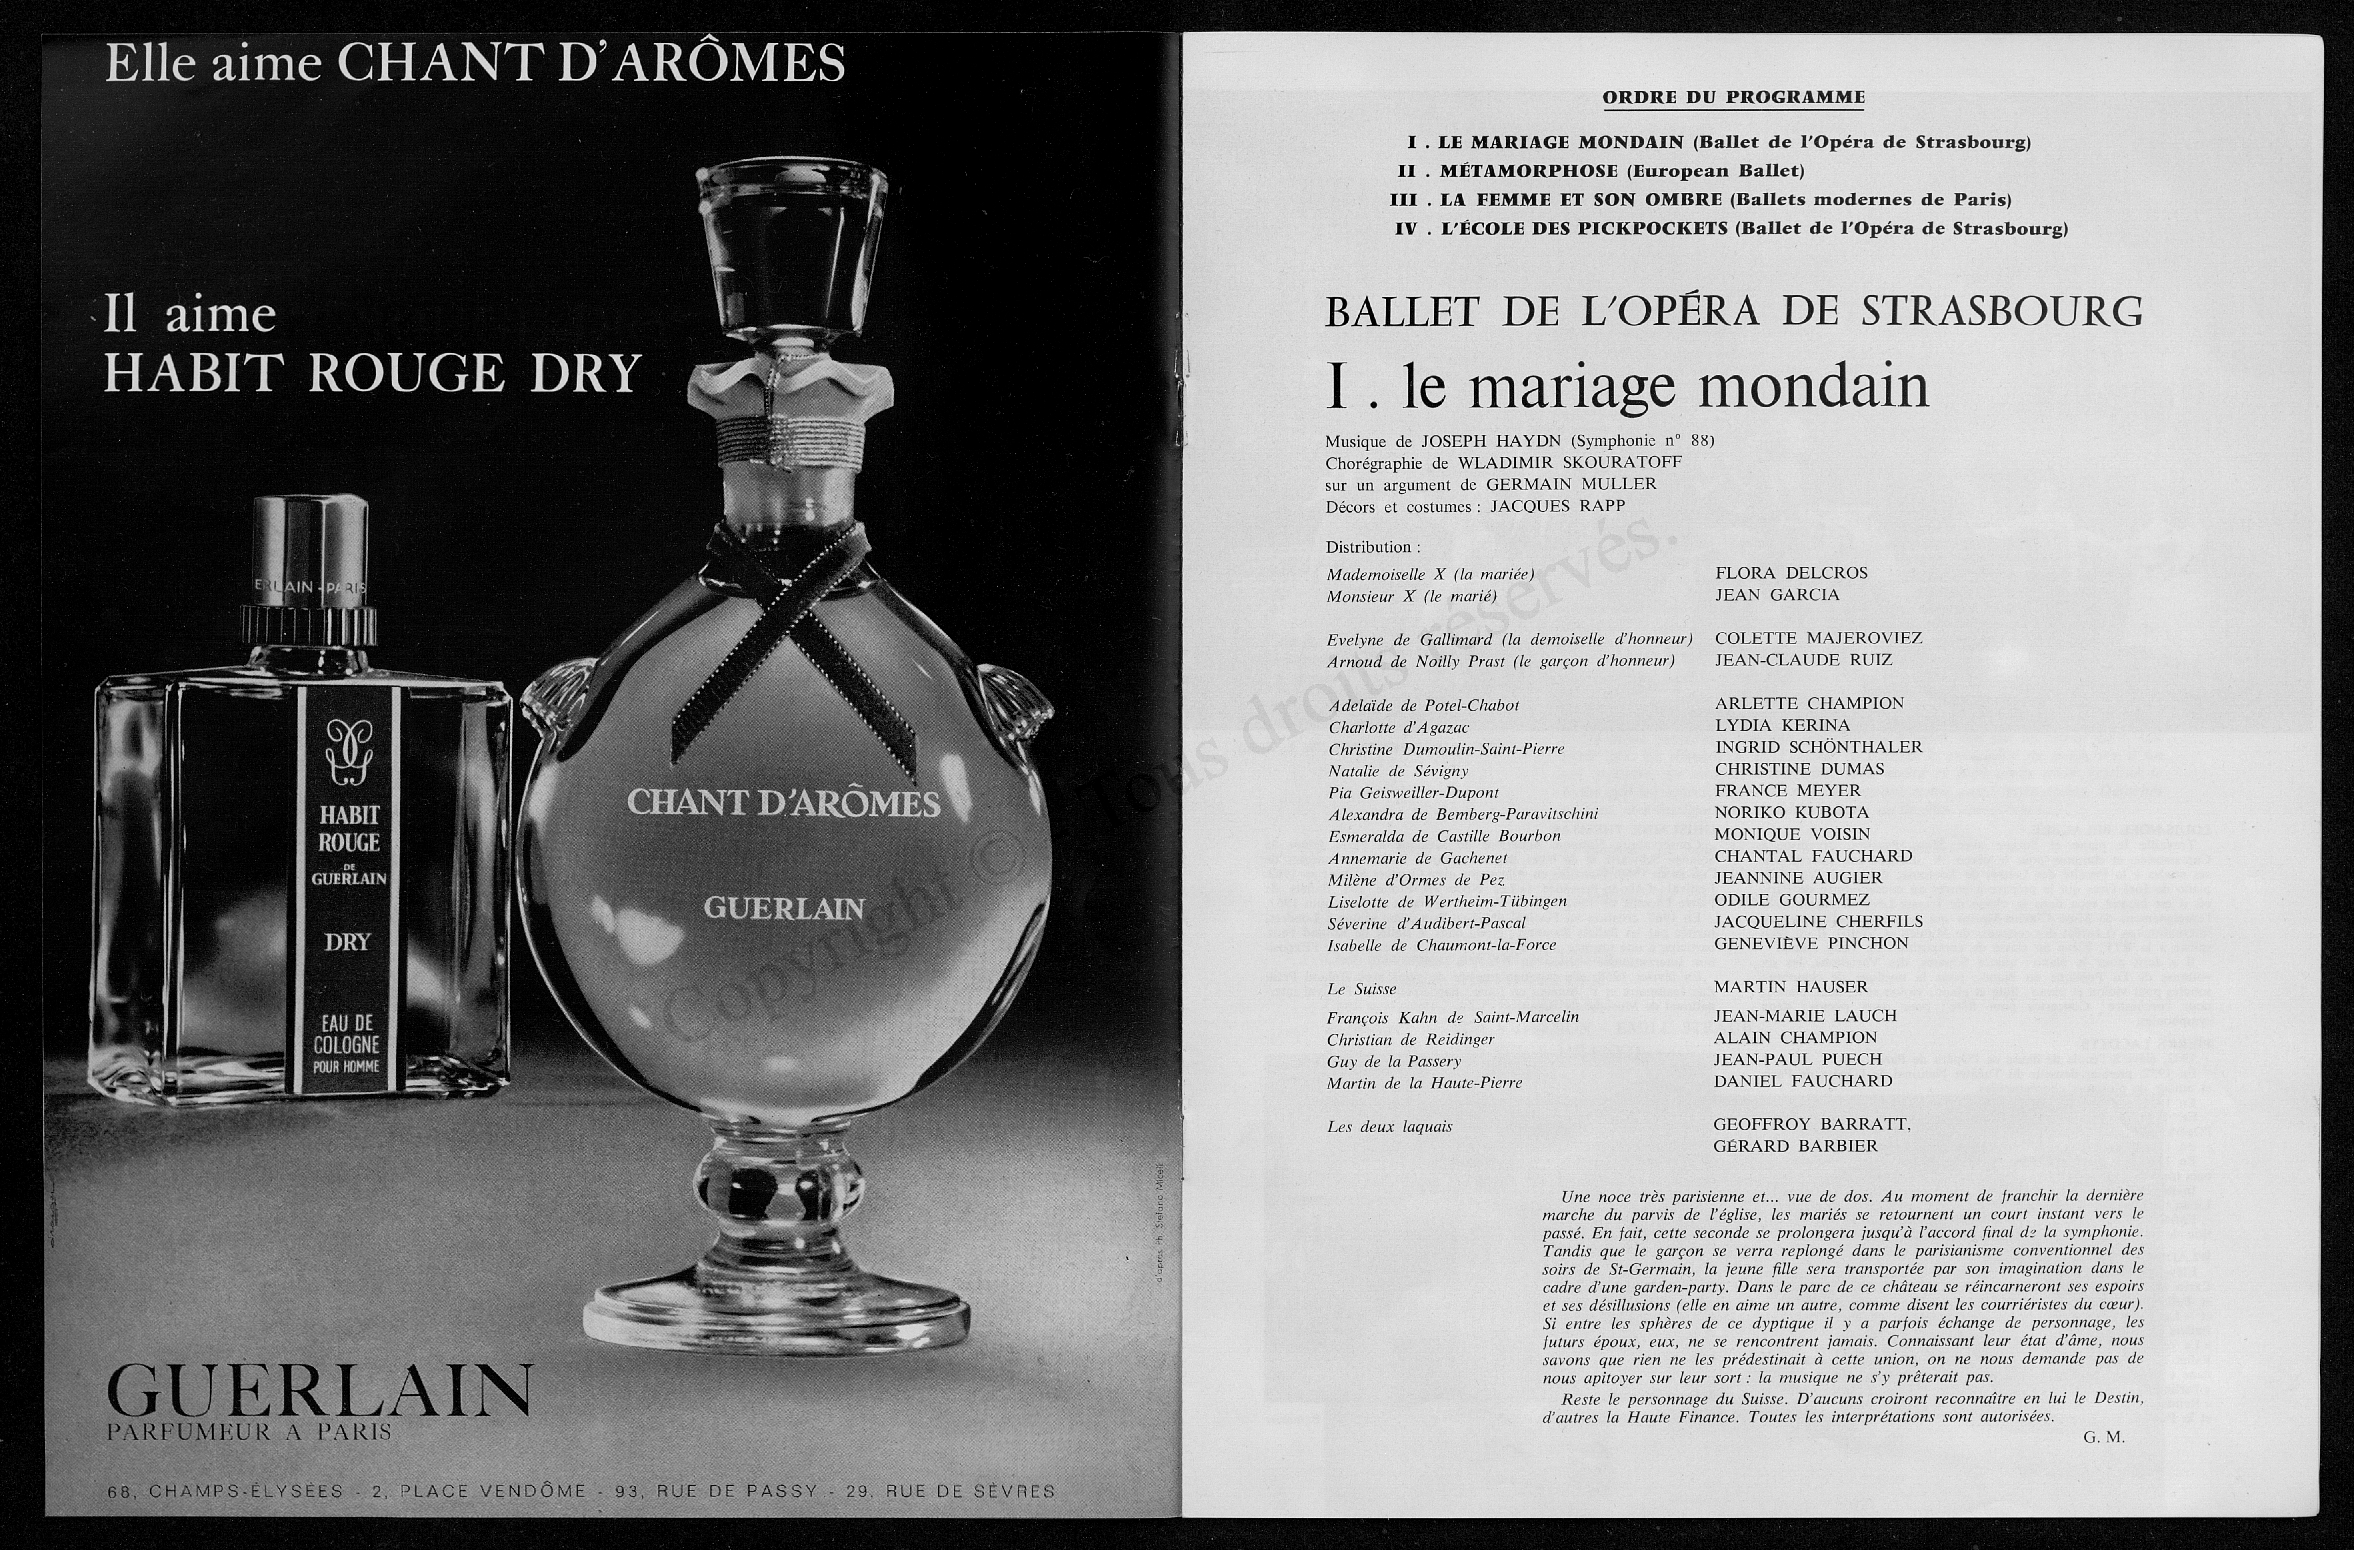 Elle aime CHANT D'ARÔMES
Il aime
HABIT ROUGE DRY
ERLAIN - PARIS
HABIT
ROUGE
DE
GUERLAIN
DRY
EAU DE
COLOGNE
POUR HOMME
CHANT D'ARÔMES
GUERLAIN
Copyright © Tous droits réservés.
d'après Ph. Stefano Miceli
GUERLAIN
PARFUMEUR A PARIS
68, CHAMPS-ÉLYSÉES - 2, PLACE VENDÔME - 93, RUE DE PASSY - 29, RUE DE SÈVRES
ORDRE DU PROGRAMME
I . LE MARIAGE MONDAIN (Ballet de l'Opéra de Strasbourg)
II . MÉTAMORPHOSE (European Ballet)
III . LA FEMME ET SON OMBRE (Ballets modernes de Paris)
IV . L'ÉCOLE DES PICKPOCKETS (Ballet de l'Opéra de Strasbourg)
BALLET DE L'OPÉRA DE STRASBOURG
I . le mariage mondain
Musique de JOSEPH HAYDN (Symphonie n° 88)
Chorégraphie de WLADIMIR SKOURATOFF
sur un argument de GERMAIN MULLER
Décors et costumes : JACQUES RAPP
Distribution :
Mademoiselle X (la mariée) FLORA DELCROS
Monsieur X (le marié) JEAN GARCIA
Evelyne de Gallimard (la demoiselle d'honneur) COLETTE MAJEROVIEZ
Arnoud de Noilly Prast (le garçon d'honneur) JEAN-CLAUDE RUIZ
Adelaïde de Potel-Chabot ARLETTE CHAMPION
Charlotte d'Agazac LYDIA KERINA
Christine Dumoulin-Saint-Pierre INGRID SCHÖNTHALER
Natalie de Sévigny CHRISTINE DUMAS
Pia Geisweiller-Dupont FRANCE MEYER
Alexandra de Bemberg-Paravitschini NORIKO KUBOTA
Esmeralda de Castille Bourbon MONIQUE VOISIN
Annemarie de Gachenet CHANTAL FAUCHARD
Milène d'Ormes de Pez JEANNINE AUGIER
Liselotte de Wertheim-Tübingen ODILE GOURMEZ
Séverine d'Audibert-Pascal JACQUELINE CHERFILS
Isabelle de Chaumont-la-Force GENEVIÈVE PINCHON
Le Suisse MARTIN HAUSER
François Kahn de Saint-Marcelin JEAN-MARIE LAUCH
Christian de Reidinger ALAIN CHAMPION
Guy de la Passery JEAN-PAUL PUECH
Martin de la Haute-Pierre DANIEL FAUCHARD
Les deux laquais GEOFFROY BARRATT,
GÉRARD BARBIER
Une noce très parisienne et... vue de dos. Au moment de franchir la dernière
marche du parvis de l'église, les mariés se retournent un court instant vers le
passé. En fait, cette seconde se prolongera jusqu'à l'accord final de la symphonie.
Tandis que le garçon se verra replongé dans le parisianisme conventionnel des
soirs de St-Germain, la jeune fille sera transportée par son imagination dans le
cadre d'une garden-party. Dans le parc de ce château se réincarneront ses espoirs
et ses désillusions (elle en aime un autre, comme disent les courriéristes du cœur).
Si entre les sphères de ce dyptique il y a parfois échange de personnage, les
futurs époux, eux, ne se rencontrent jamais. Connaissant leur état d'âme, nous
savons que rien ne les prédestinait à cette union, on ne nous demande pas de
nous apitoyer sur leur sort : la musique ne s'y prêterait pas.
Reste le personnage du Suisse. D'aucuns croiront reconnaître en lui le Destin,
d'autres la Haute Finance. Toutes les interprétations sont autorisées.
G. M.